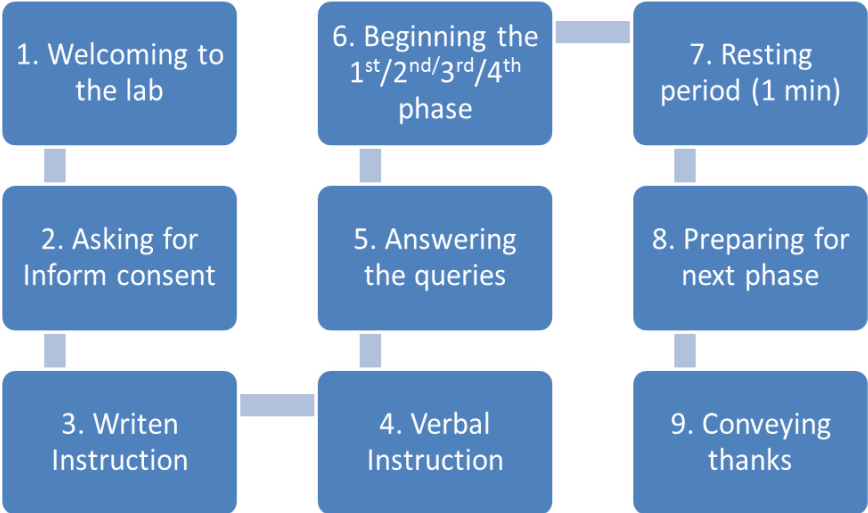 1. Welcoming to
the lab
2. Asking for
Inform consent
3. Writen
Instruction
4. Verbal
Instruction
5. Answering
the queries
6. Beginning the
1st/2nd/3rd/4th
phase
7. Resting
period (1 min)
8. Preparing for
next phase
9. Conveying
thanks